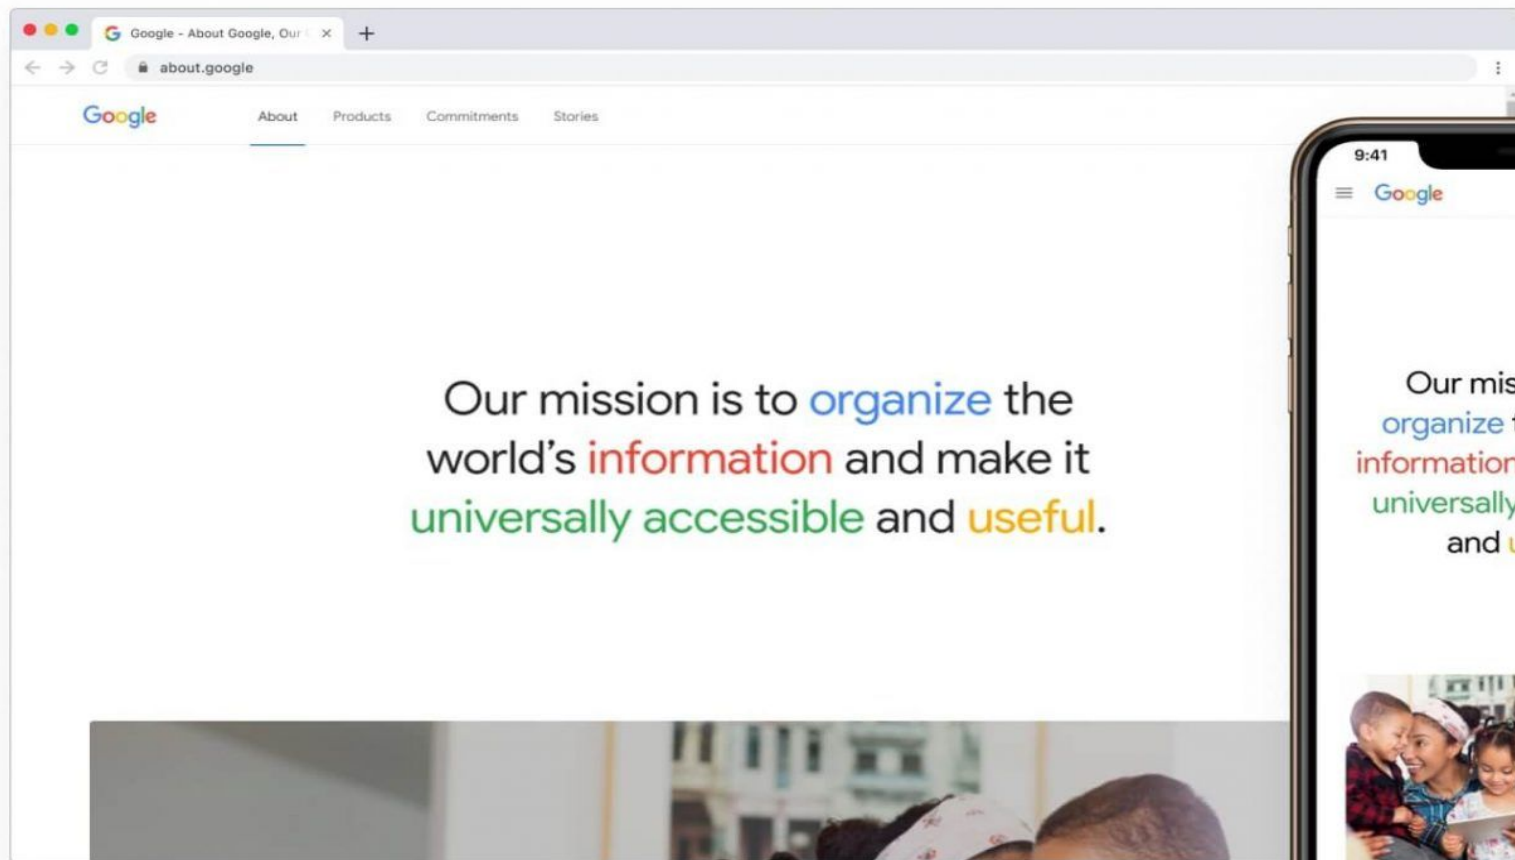 Google - About Google, Our
about.google
Google
About
Products
Commitments
Stories
Our mission is to organize the
world's information and make it
universally accessible and useful.
9:41
Google
Our mis
organize
information
universally
and u